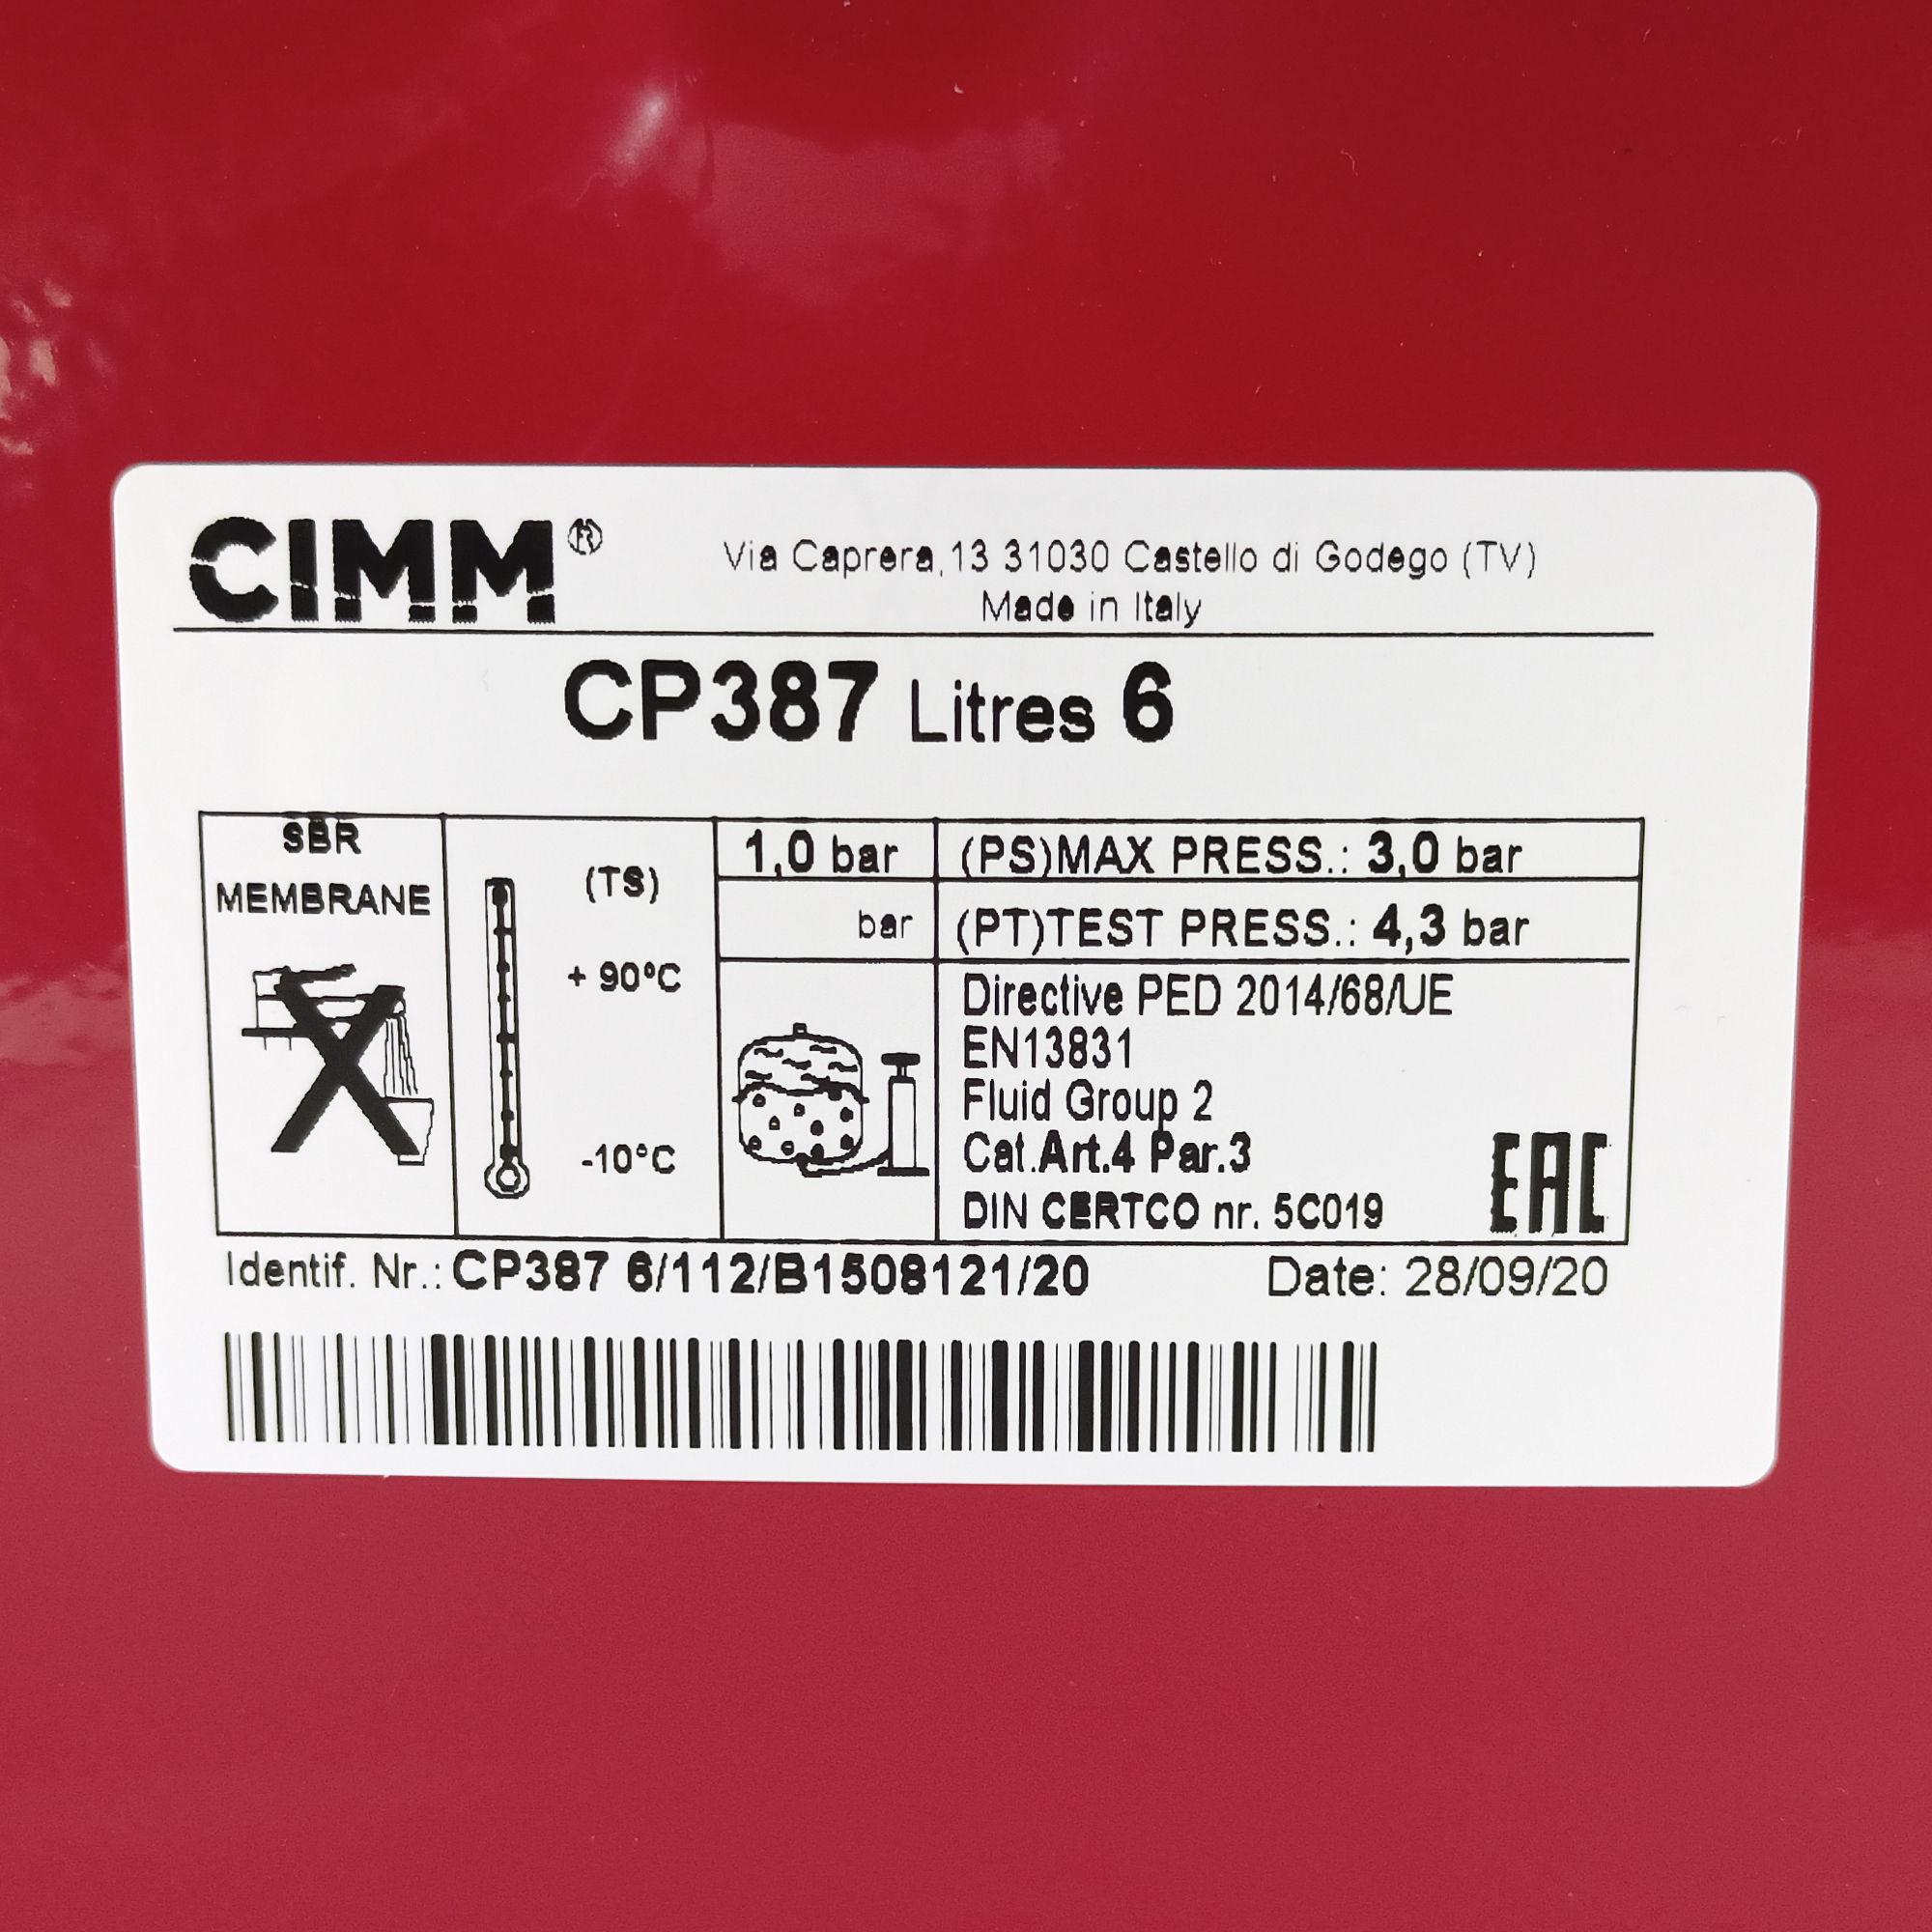 CIMM®
Via Caprera,13 31030 Castello di Godego (TV)
Made in Italy
CP387 Litres 6
SBR
MEMBRANE
(TS)
+ 90°C
-10°C
1,0 bar
(PS)MAX PRESS.: 3,0 bar
bar
(PT)TEST PRESS.: 4,3 bar
Directive PED 2014/68/UE
EN13831
Fluid Group 2
Cat.Art.4 Par.3
DIN CERTCO nr. 5C019
EAC
Identif. Nr.: CP387 6/112/B1508121/20
Date: 28/09/20